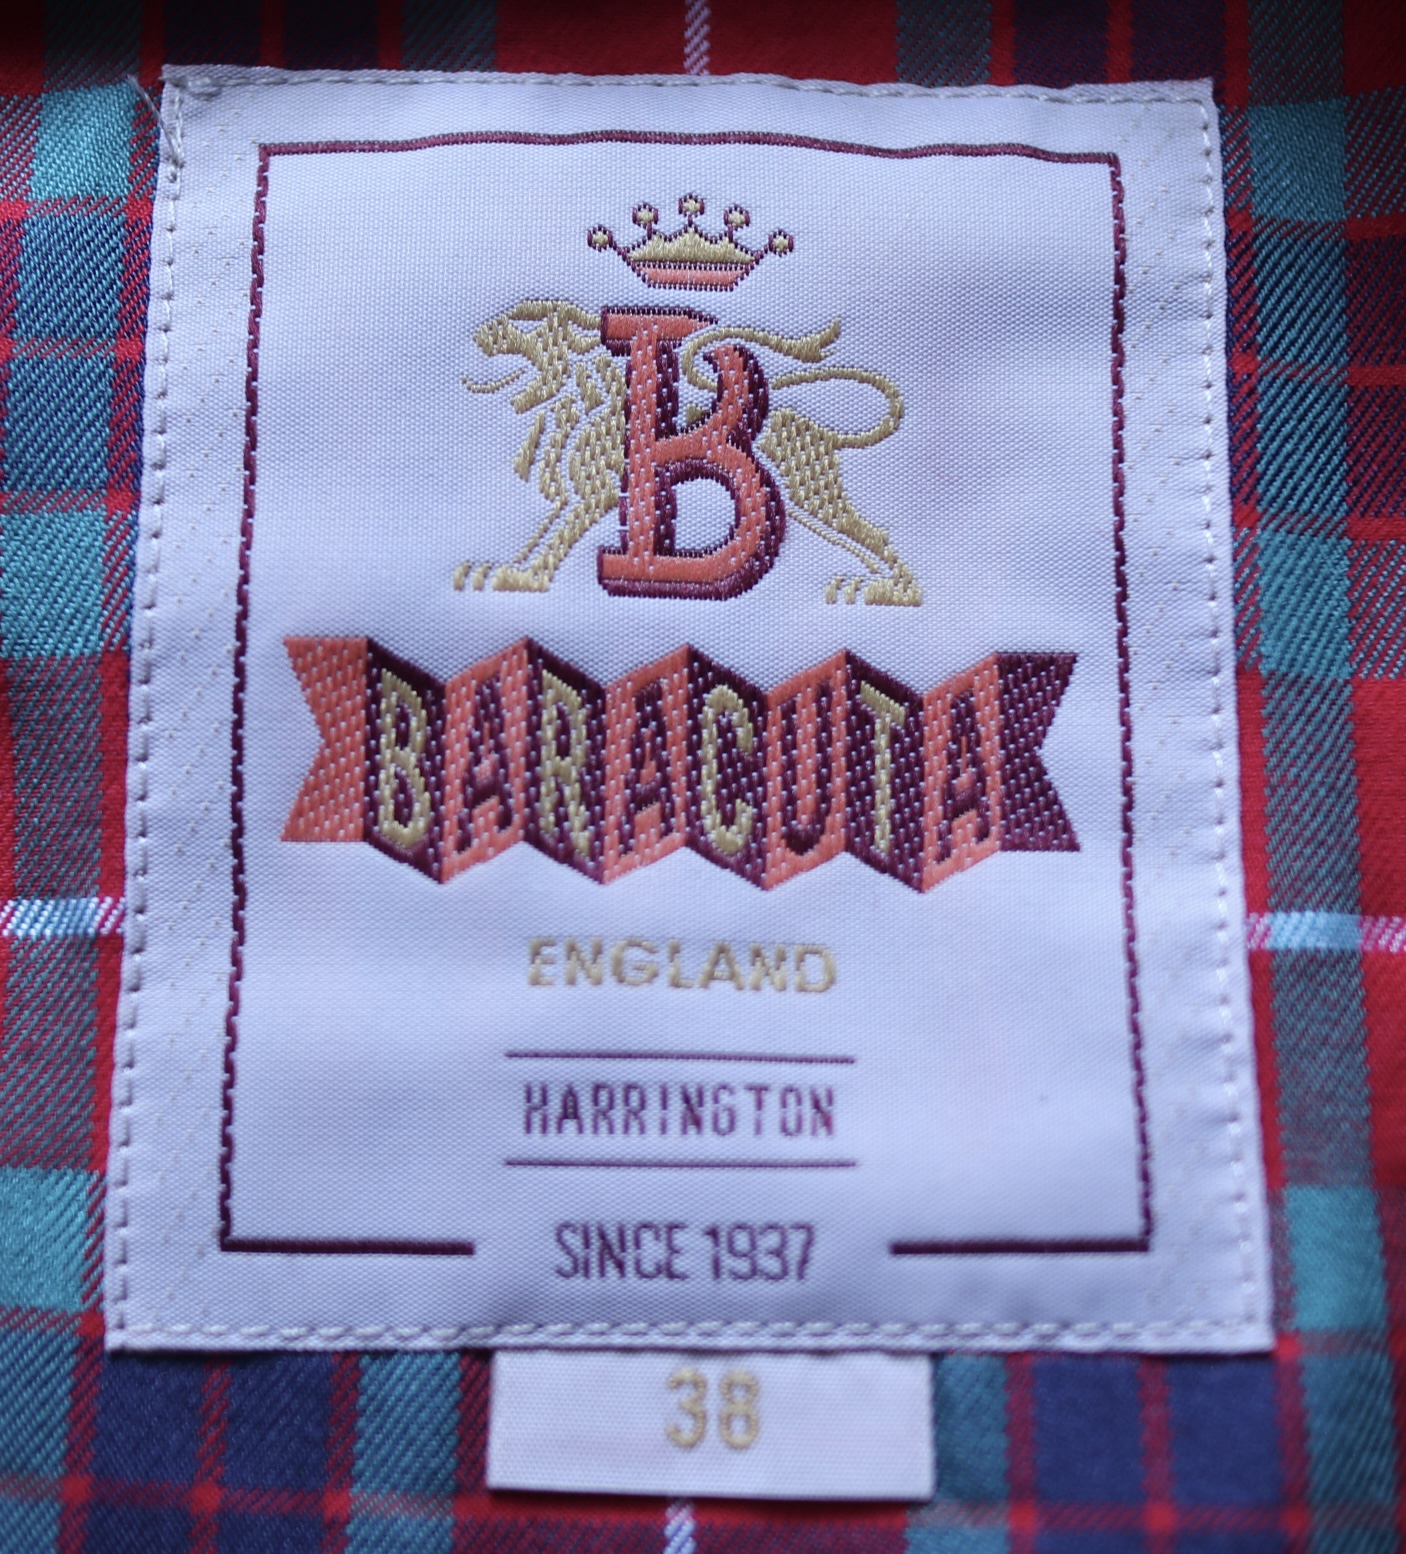 B
BARACUTA
ENGLAND
HARRINGTON
SINCE 1937
38